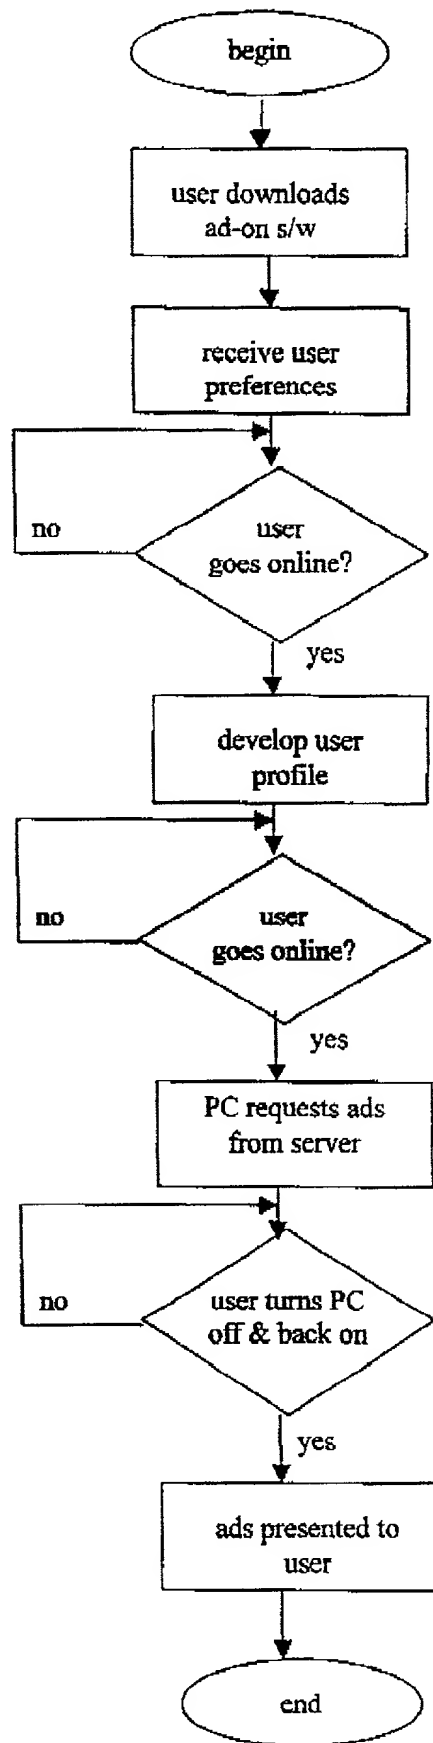 begin
user downloads
ad-on s/w
receive user
preferences
user
goes online?
no
yes
develop user
profile
user
goes online?
no
yes
PC requests ads
from server
user turns PC
off & back on
no
yes
ads presented to
user
end